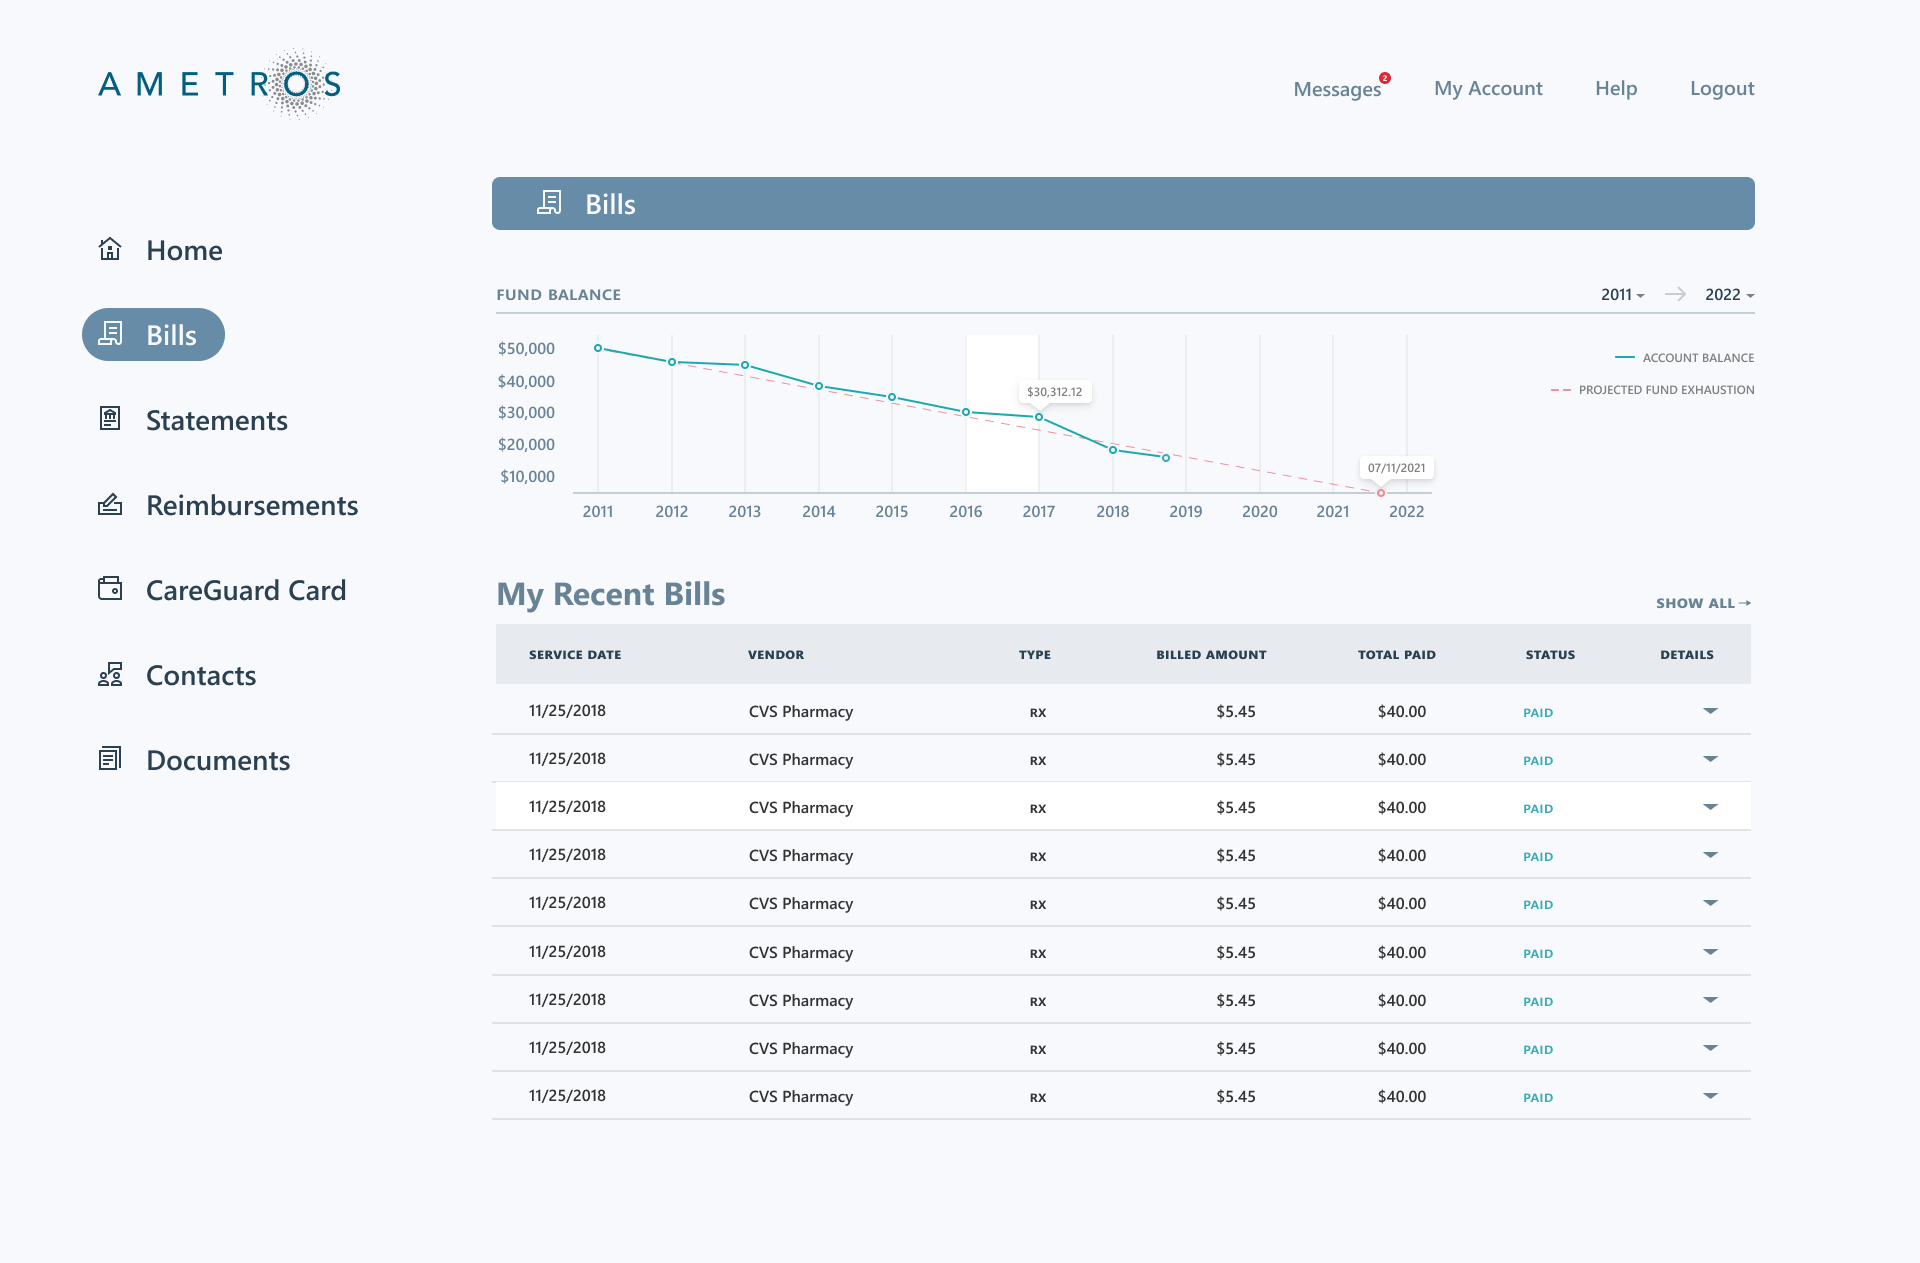 AMETROS
Messages 2 My Account Help Logout
Bills
Home
Bills
Statements
Reimbursements
CareGuard Card
Contacts
Documents
FUND BALANCE 2011 2022
$50,000
$40,000
$30,000
$20,000
$10,000
$30,312.12
07/11/2021
ACCOUNT BALANCE
PROJECTED FUND EXHAUSTION
2011 2012 2013 2014 2015 2016 2017 2018 2019 2020 2021 2022
My Recent Bills
SHOW ALL
SERVICE DATE VENDOR TYPE BILLED AMOUNT TOTAL PAID STATUS DETAILS
11/25/2018 CVS Pharmacy RX $5.45 $40.00 PAID
11/25/2018 CVS Pharmacy RX $5.45 $40.00 PAID
11/25/2018 CVS Pharmacy RX $5.45 $40.00 PAID
11/25/2018 CVS Pharmacy RX $5.45 $40.00 PAID
11/25/2018 CVS Pharmacy RX $5.45 $40.00 PAID
11/25/2018 CVS Pharmacy RX $5.45 $40.00 PAID
11/25/2018 CVS Pharmacy RX $5.45 $40.00 PAID
11/25/2018 CVS Pharmacy RX $5.45 $40.00 PAID
11/25/2018 CVS Pharmacy RX $5.45 $40.00 PAID